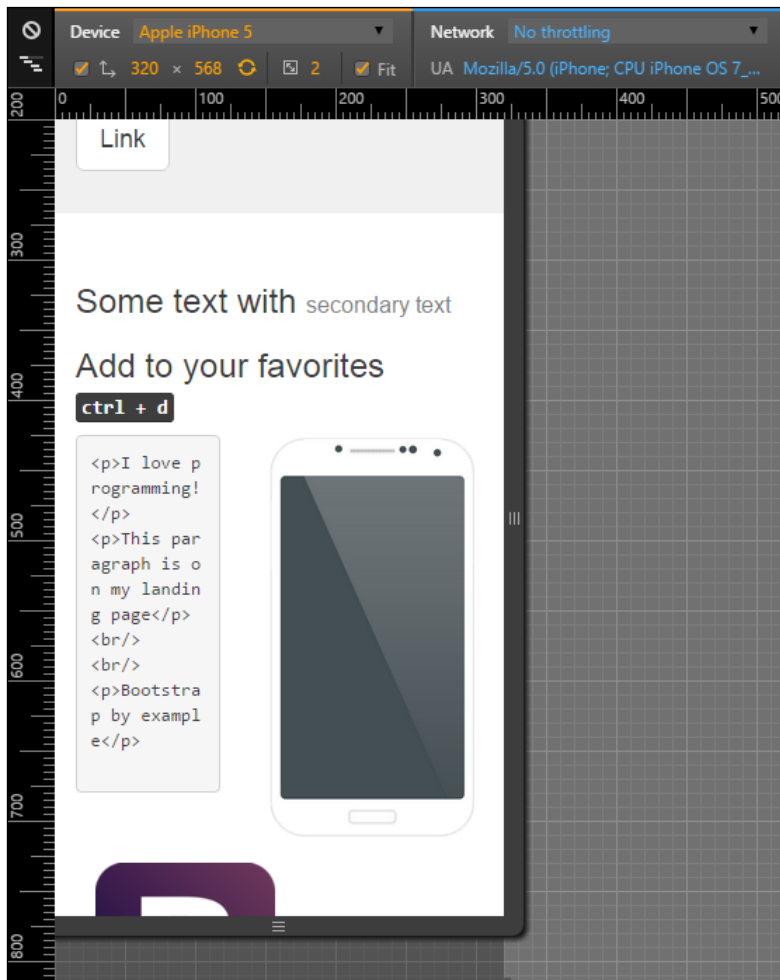 Device Apple iPhone 5 Network No throttling
320 × 568 2 Fit UA Mozilla/5.0 (iPhone; CPU iPhone OS 7_...
0 100 200 300 400 500
200
Link
300
Some text with secondary text
Add to your favorites
400
ctrl + d
<p>I love p
rogramming!
</p>
500
<p>This par
agraph is o
n my landin
g page</p>
<br/>
600
<br/>
<p>Bootstra
p by exampl
e</p>
700
800